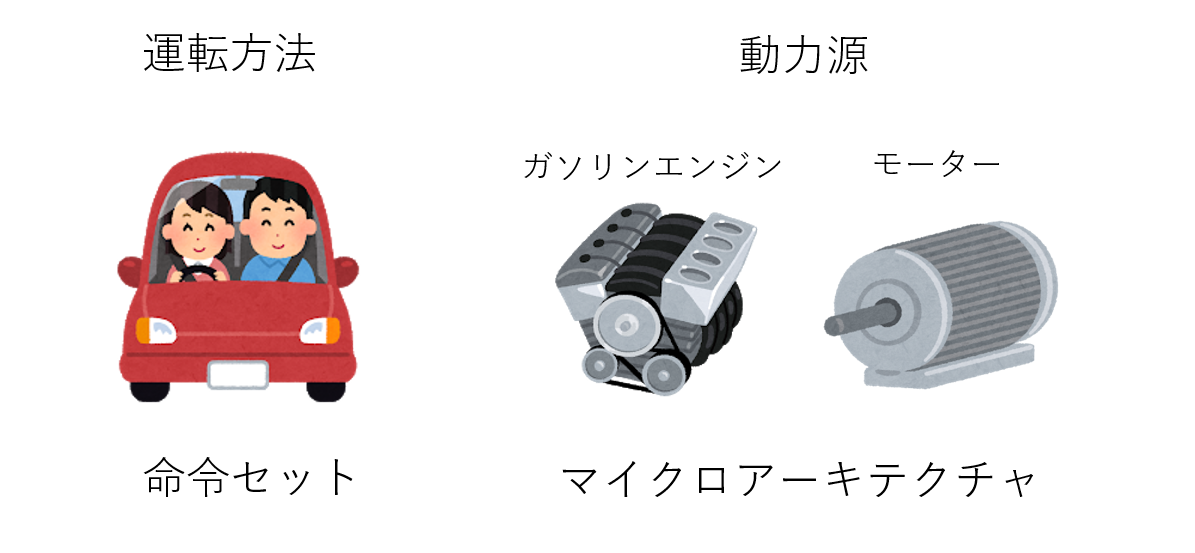 運転方法
動力源
ガソリンエンジン
モーター
命令セット
マイクロアーキテクチャ